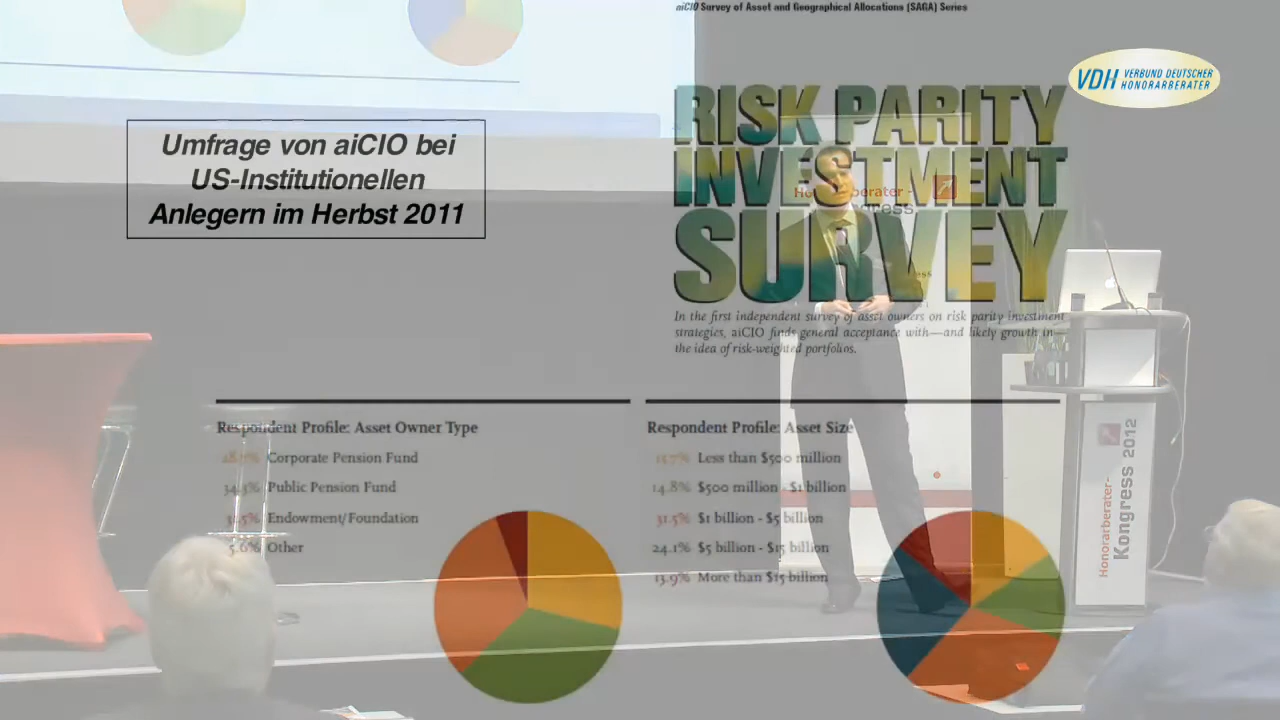 aiCIO Survey of Asset and Geographical Allocations (SAGA) Series
VDH VERBUND DEUTSCHER
HONORARBERATER
RISK PARITY
INVESTMENT
SURVEY
Umfrage von aiCIO bei
US-Institutionellen
Anlegern im Herbst 2011
In the first independent survey of asset owners on risk parity investment
strategies, aiCIO finds general acceptance with—and likely growth in—
the idea of risk-weighted portfolios.
Respondent Profile: Asset Owner Type
Corporate Pension Fund
34.3% Public Pension Fund
31.5% Endowment/Foundation
5.6% Other
Respondent Profile: Asset Size
Less than $500 million
14.8% $500 million - $1 billion
31.5% $1 billion - $5 billion
24.1% $5 billion - $15 billion
13.9% More than $15 billion
Honorarberater-
Kongress 2012